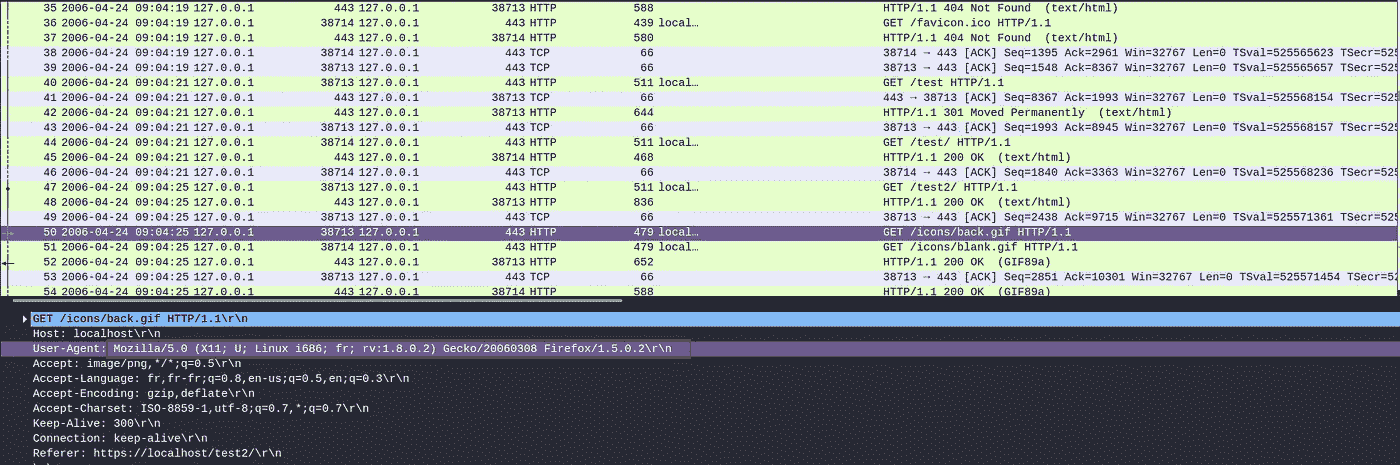 35 2006-04-24 09:04:19 127.0.0.1 443 127.0.0.1 38713 HTTP 588 HTTP/1.1 404 Not Found (text/html)
36 2006-04-24 09:04:19 127.0.0.1 38714 127.0.0.1 443 HTTP 439 local… GET /favicon.ico HTTP/1.1
37 2006-04-24 09:04:19 127.0.0.1 443 127.0.0.1 38714 HTTP 580 HTTP/1.1 404 Not Found (text/html)
38 2006-04-24 09:04:19 127.0.0.1 38714 127.0.0.1 443 TCP 66 38714 → 443 [ACK] Seq=1395 Ack=2961 Win=32767 Len=0 TSval=525565623 TSecr=525
39 2006-04-24 09:04:19 127.0.0.1 38713 127.0.0.1 443 TCP 66 38713 → 443 [ACK] Seq=1548 Ack=8367 Win=32767 Len=0 TSval=525565657 TSecr=525
40 2006-04-24 09:04:21 127.0.0.1 38713 127.0.0.1 443 HTTP 511 local… GET /test HTTP/1.1
41 2006-04-24 09:04:21 127.0.0.1 443 127.0.0.1 38713 TCP 66 443 → 38713 [ACK] Seq=8367 Ack=1993 Win=32767 Len=0 TSval=525568154 TSecr=525
42 2006-04-24 09:04:21 127.0.0.1 443 127.0.0.1 38713 HTTP 644 HTTP/1.1 301 Moved Permanently (text/html)
43 2006-04-24 09:04:21 127.0.0.1 38713 127.0.0.1 443 TCP 66 38713 → 443 [ACK] Seq=1993 Ack=8945 Win=32767 Len=0 TSval=525568157 TSecr=525
44 2006-04-24 09:04:21 127.0.0.1 38714 127.0.0.1 443 HTTP 511 local… GET /test/ HTTP/1.1
45 2006-04-24 09:04:21 127.0.0.1 443 127.0.0.1 38714 HTTP 468 HTTP/1.1 200 OK (text/html)
46 2006-04-24 09:04:21 127.0.0.1 38714 127.0.0.1 443 TCP 66 38714 → 443 [ACK] Seq=1840 Ack=3363 Win=32767 Len=0 TSval=525568236 TSecr=525
47 2006-04-24 09:04:25 127.0.0.1 38713 127.0.0.1 443 HTTP 511 local… GET /test2/ HTTP/1.1
48 2006-04-24 09:04:25 127.0.0.1 443 127.0.0.1 38713 HTTP 836 HTTP/1.1 200 OK (text/html)
49 2006-04-24 09:04:25 127.0.0.1 38713 127.0.0.1 443 TCP 66 38713 → 443 [ACK] Seq=2438 Ack=9715 Win=32767 Len=0 TSval=525571361 TSecr=525
50 2006-04-24 09:04:25 127.0.0.1 38713 127.0.0.1 443 HTTP 479 local… GET /icons/back.gif HTTP/1.1
51 2006-04-24 09:04:25 127.0.0.1 38714 127.0.0.1 443 HTTP 479 local… GET /icons/blank.gif HTTP/1.1
52 2006-04-24 09:04:25 127.0.0.1 443 127.0.0.1 38713 HTTP 652 HTTP/1.1 200 OK (GIF89a)
53 2006-04-24 09:04:25 127.0.0.1 38713 127.0.0.1 443 TCP 66 38713 → 443 [ACK] Seq=2851 Ack=10301 Win=32767 Len=0 TSval=525571454 TSecr=52
54 2006-04-24 09:04:25 127.0.0.1 443 127.0.0.1 38714 HTTP 588 HTTP/1.1 200 OK (GIF89a)
GET /icons/back.gif HTTP/1.1\r\n
Host: localhost\r\n
User-Agent: Mozilla/5.0 (X11; U; Linux i686; fr; rv:1.8.0.2) Gecko/20060308 Firefox/1.5.0.2\r\n
Accept: image/png,*/*;q=0.5\r\n
Accept-Language: fr,fr-fr;q=0.8,en-us;q=0.5,en;q=0.3\r\n
Accept-Encoding: gzip,deflate\r\n
Accept-Charset: ISO-8859-1,utf-8;q=0.7,*;q=0.7\r\n
Keep-Alive: 300\r\n
Connection: keep-alive\r\n
Referer: https://localhost/test2/\r\n